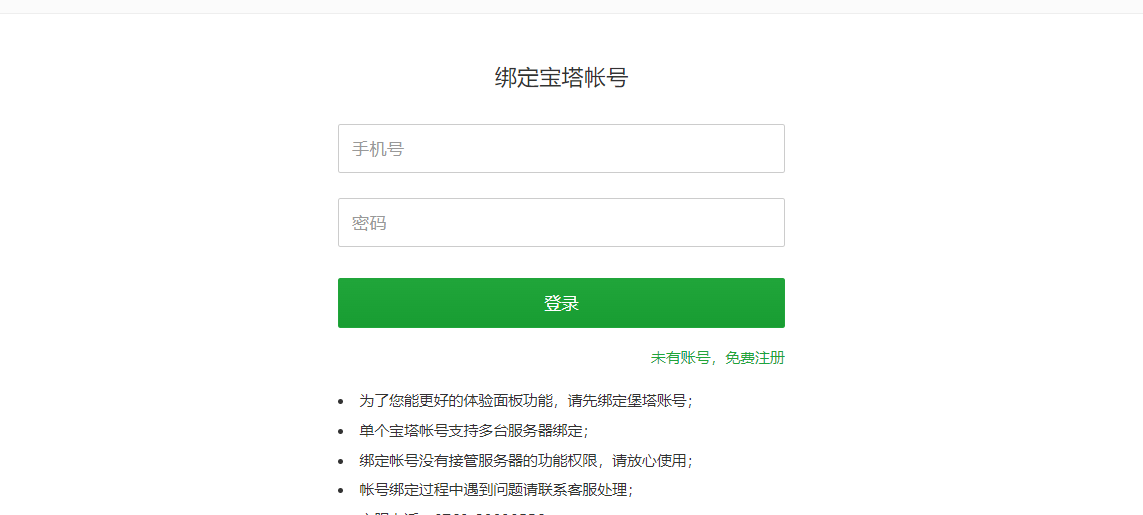 绑定宝塔帐号
手机号
密码
登录
未有账号，免费注册
为了您能更好的体验面板功能，请先绑定堡塔账号；
单个宝塔帐号支持多台服务器绑定；
绑定帐号没有接管服务器的功能权限，请放心使用；
帐号绑定过程中遇到问题请联系客服处理；